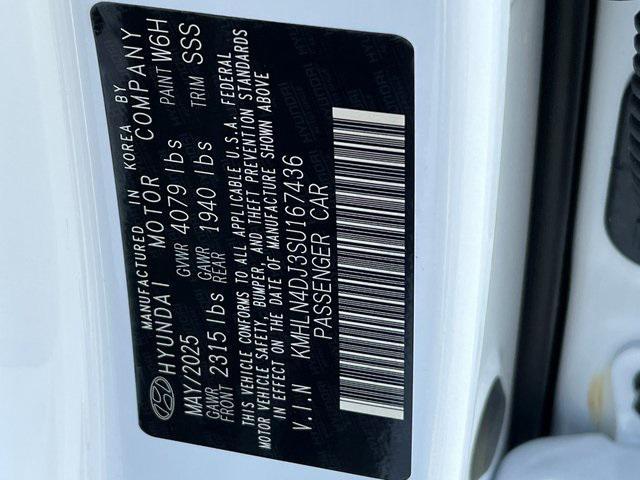 MANUFACTURED IN KOREA BY
HYUNDAI MOTOR COMPANY
MAY/2025 GVWR 4079 lbs PAINT W6H
GAWR FRONT 2315 lbs GAWR REAR 1940 lbs TRIM SSS
THIS VEHICLE CONFORMS TO ALL APPLICABLE U.S.A. FEDERAL
MOTOR VEHICLE SAFETY, BUMPER, AND THEFT PREVENTION STANDARDS
IN EFFECT ON THE DATE OF MANUFACTURE SHOWN ABOVE
V.I.N KMHLN4DJ3SU167436
PASSENGER CAR